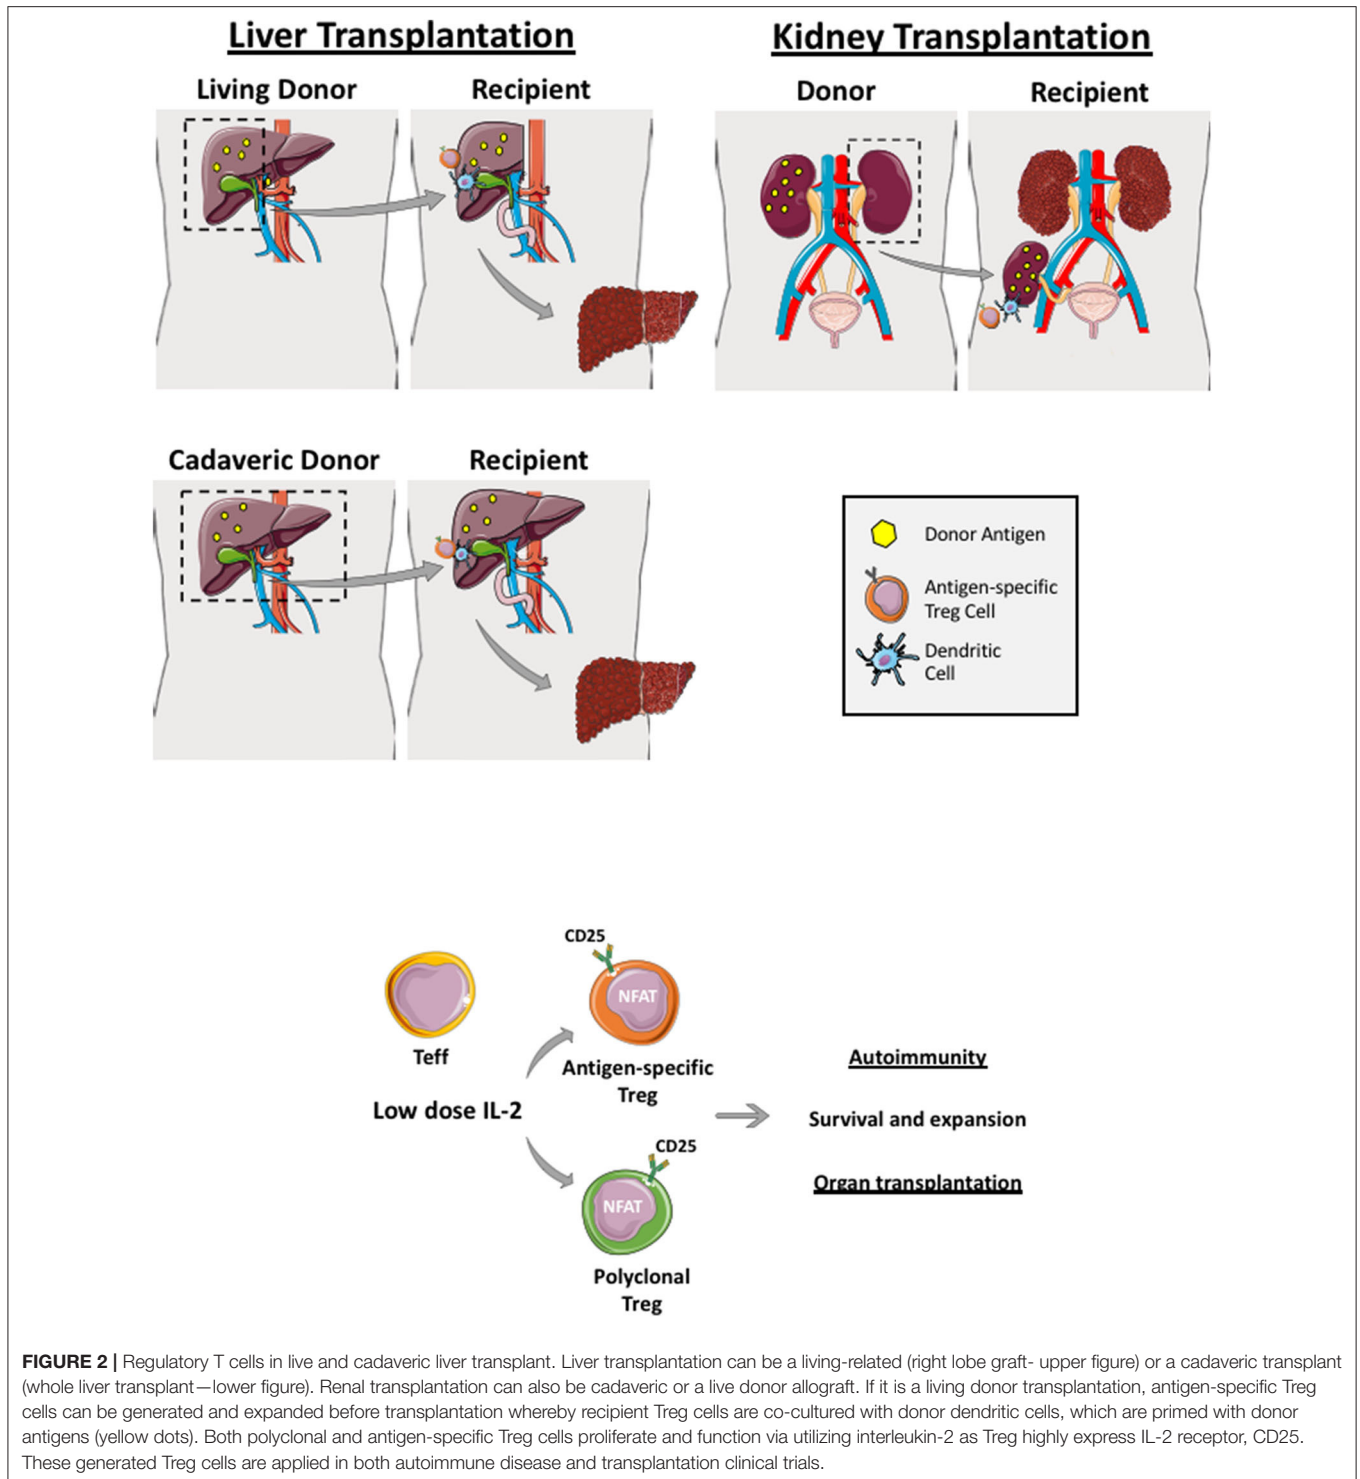 Liver Transplantation
Kidney Transplantation
Living Donor
Recipient
Donor
Recipient
Cadaveric Donor
Recipient
Donor Antigen
Antigen-specific
Treg Cell
Dendritic
Cell
CD25
NFAT
Teff
Antigen-specific
Treg
Low dose IL-2
CD25
NFAT
Polyclonal
Treg
Autoimmunity
Survival and expansion
Organ transplantation
FIGURE 2 | Regulatory T cells in live and cadaveric liver transplant. Liver transplantation can be a living-related (right lobe graft- upper figure) or a cadaveric transplant
(whole liver transplant—lower figure). Renal transplantation can also be cadaveric or a live donor allograft. If it is a living donor transplantation, antigen-specific Treg
cells can be generated and expanded before transplantation whereby recipient Treg cells are co-cultured with donor dendritic cells, which are primed with donor
antigens (yellow dots). Both polyclonal and antigen-specific Treg cells proliferate and function via utilizing interleukin-2 as Treg highly express IL-2 receptor, CD25.
These generated Treg cells are applied in both autoimmune disease and transplantation clinical trials.